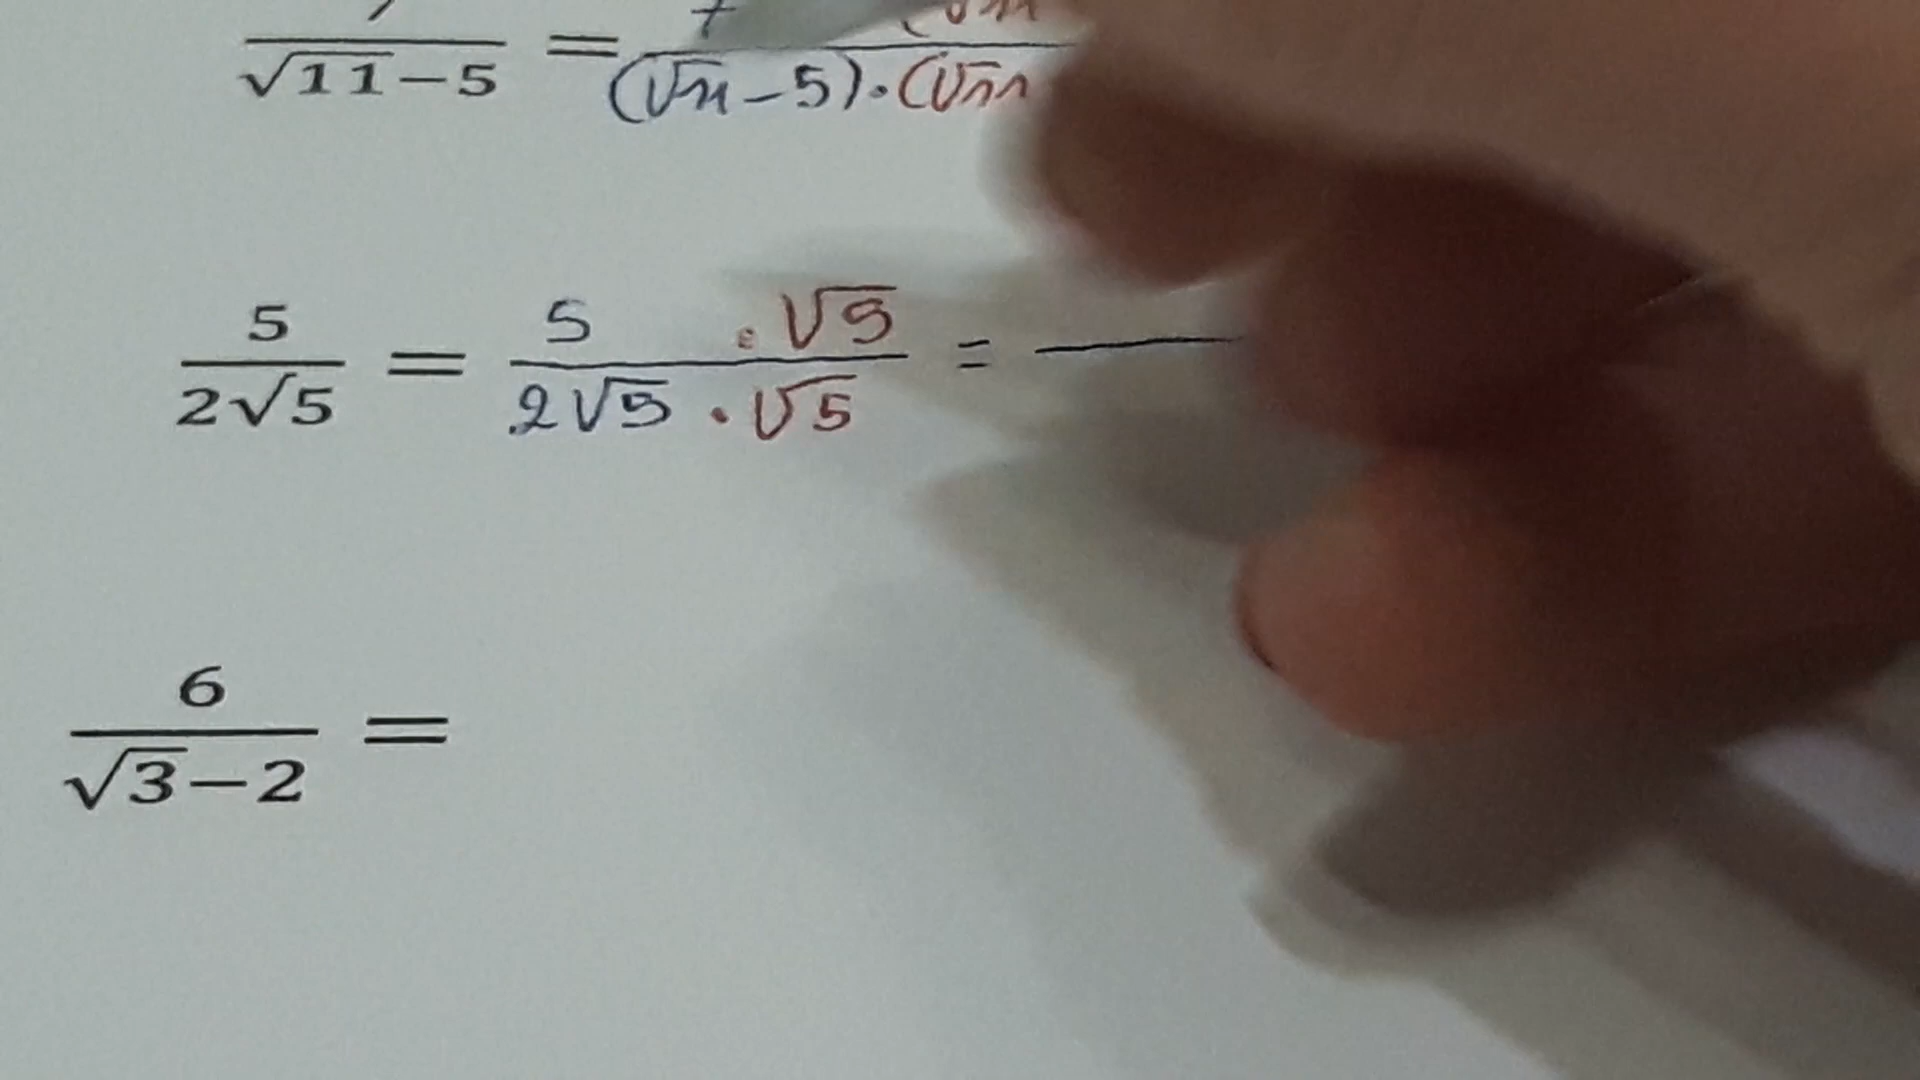 √11−5 = (√11−5)·(√11
5/2√5 = 5·√5/2√5·√5 =
6/√3−2 =